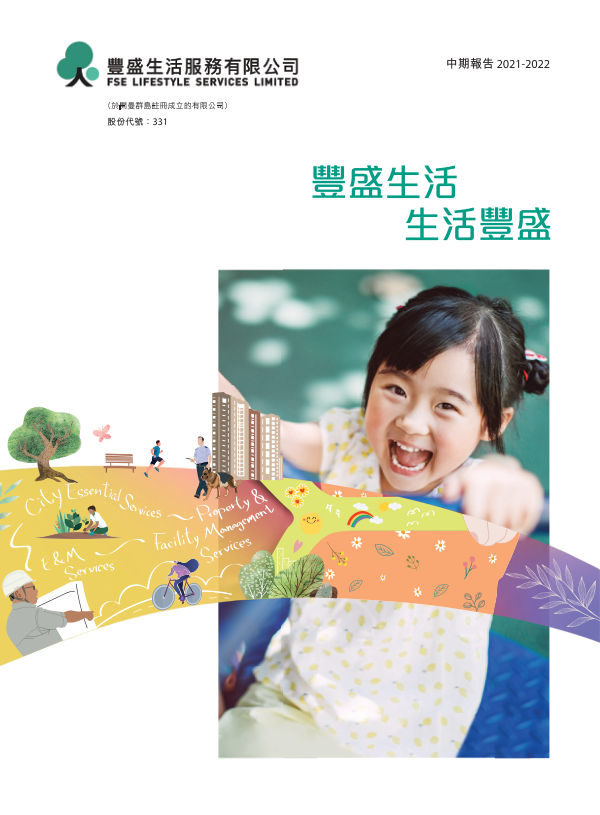 豐盛生活服務有限公司
FSE LIFESTYLE SERVICES LIMITED
(於開曼群島註冊成立的有限公司)
股份代號：331
中期報告 2021-2022
豐盛生活
生活豐盛
City Essential Services
Property &
Facility Management
Services
E&M
Services